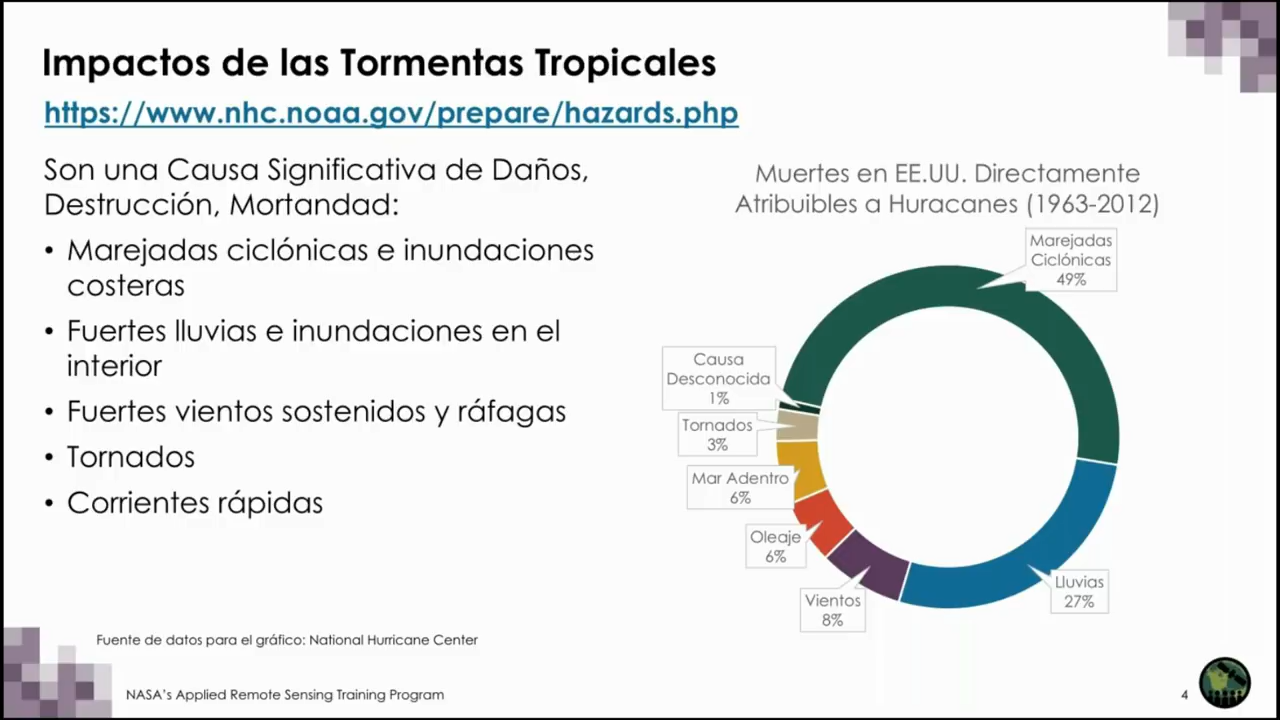 Impactos de las Tormentas Tropicales
https://www.nhc.noaa.gov/prepare/hazards.php
Son una Causa Significativa de Daños,
Destrucción, Mortandad:
• Marejadas ciclónicas e inundaciones
costeras
• Fuertes lluvias e inundaciones en el
interior
• Fuertes vientos sostenidos y ráfagas
• Tornados
• Corrientes rápidas
Muertes en EE.UU. Directamente
Atribuibles a Huracanes (1963-2012)
Marejadas
Ciclónicas
49%
Causa
Desconocida
1%
Tornados
3%
Mar Adentro
6%
Oleaje
6%
Vientos
8%
Lluvias
27%
Fuente de datos para el gráfico: National Hurricane Center
NASA's Applied Remote Sensing Training Program
4